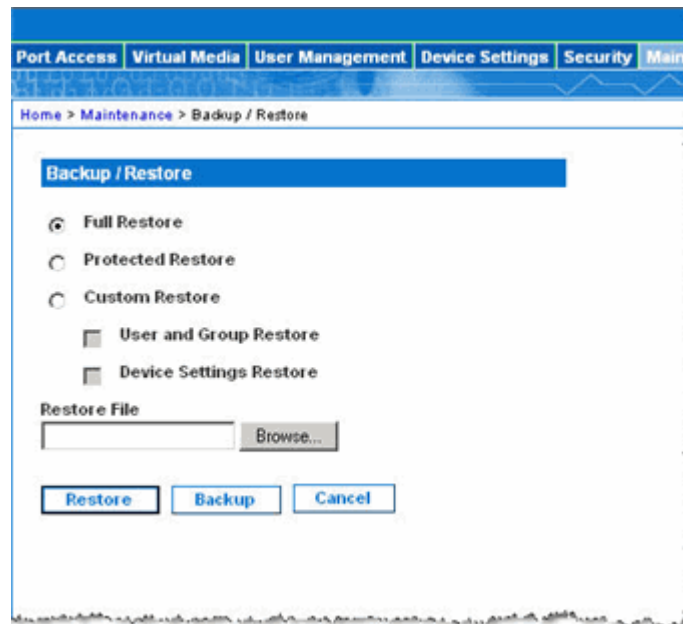 Port Access Virtual Media User Management Device Settings Security Main
Home > Maintenance > Backup / Restore
Backup / Restore
Full Restore
Protected Restore
Custom Restore
User and Group Restore
Device Settings Restore
Restore File
Browse...
Restore Backup Cancel